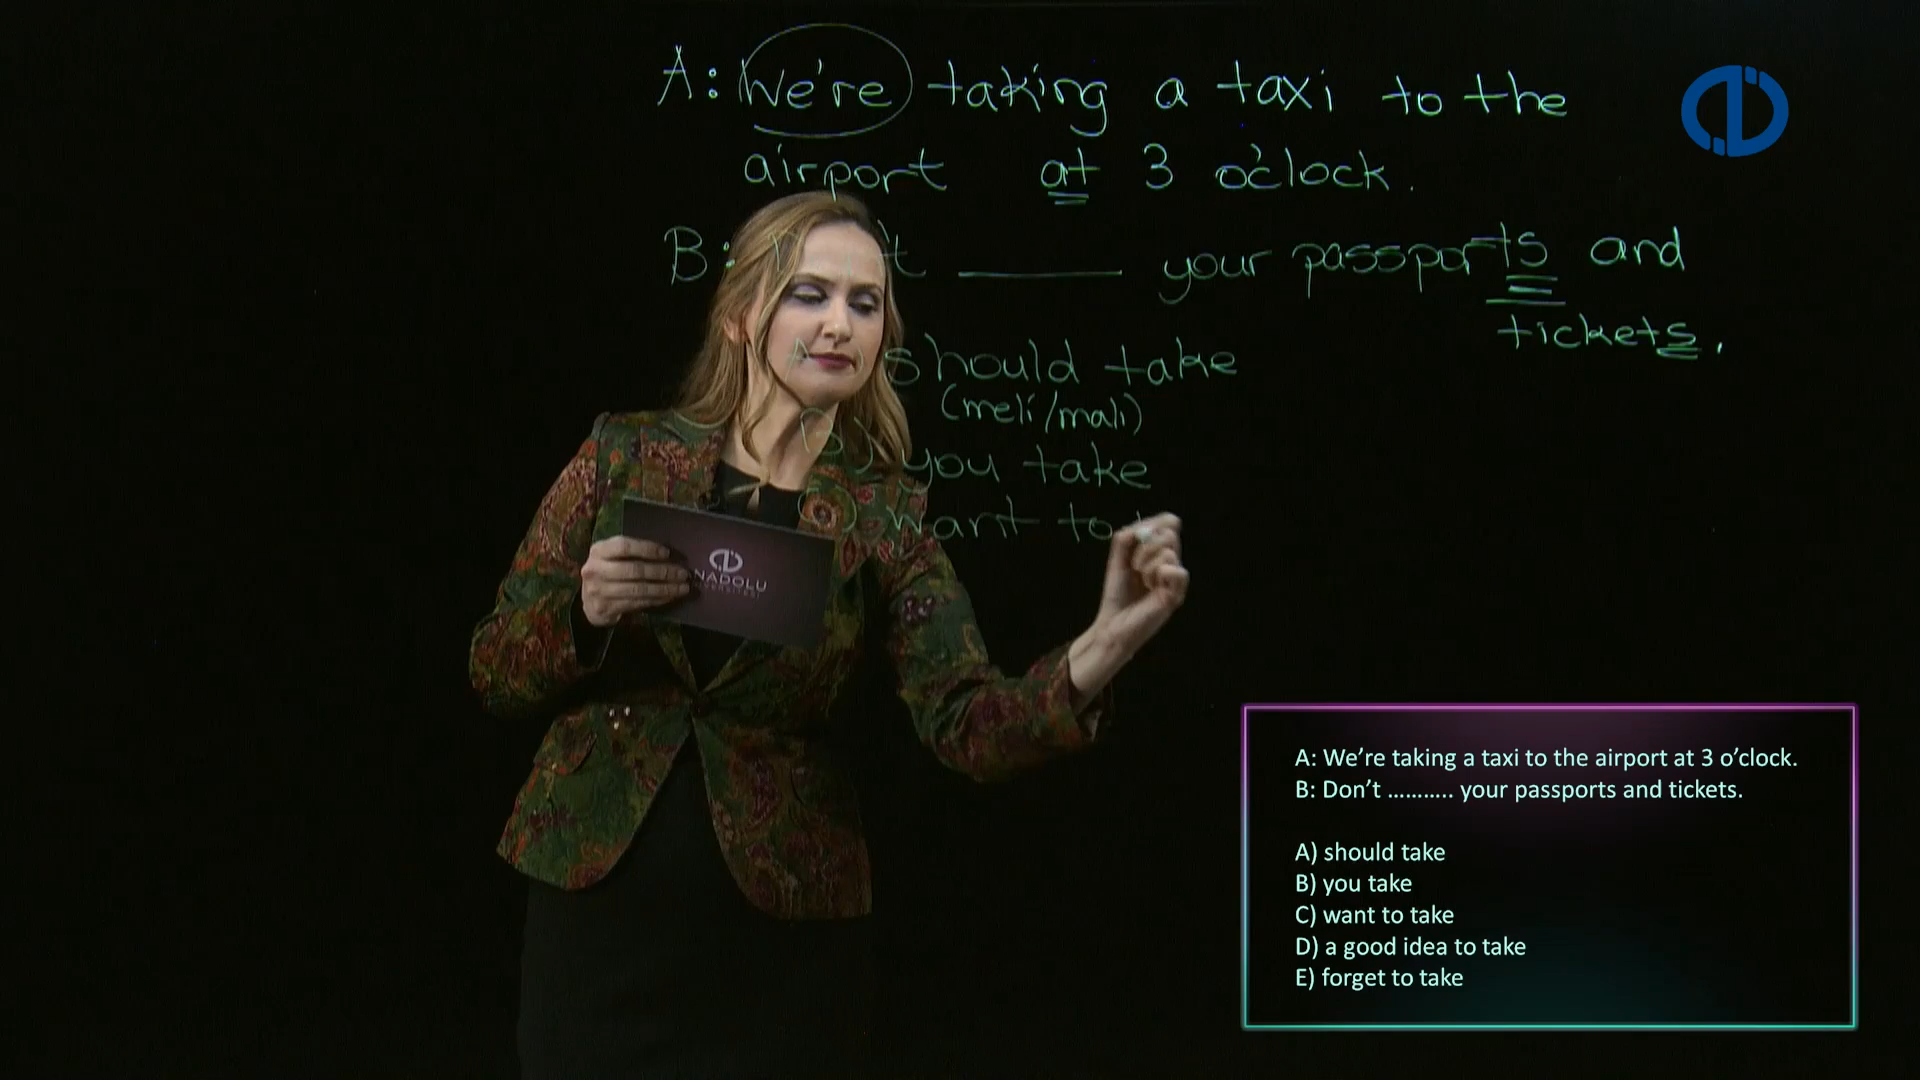 A: We're taking a taxi to the
airport at 3 o'clock.
B: your passports and
tickets.
should take
(meli/mali)
B) you take
C) want to
NADOLU
A: We're taking a taxi to the airport at 3 o'clock.
B: Don't ........... your passports and tickets.
A) should take
B) you take
C) want to take
D) a good idea to take
E) forget to take